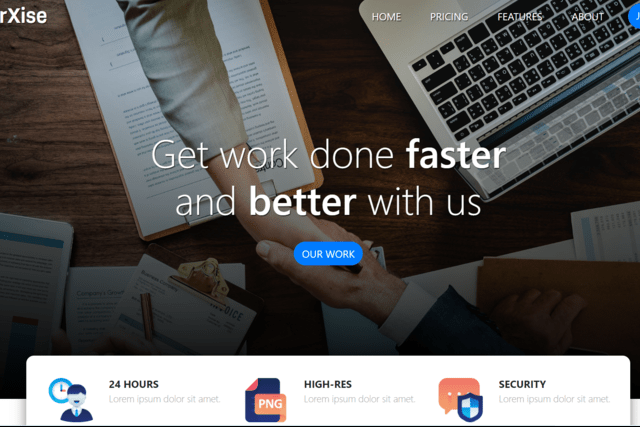 rXise
HOME PRICING FEATURES ABOUT
Get work done faster
and better with us
OUR WORK
24 HOURS
Lorem ipsum dolor sit amet.
PNG
HIGH-RES
Lorem ipsum dolor sit amet.
SECURITY
Lorem ipsum dolor sit amet.